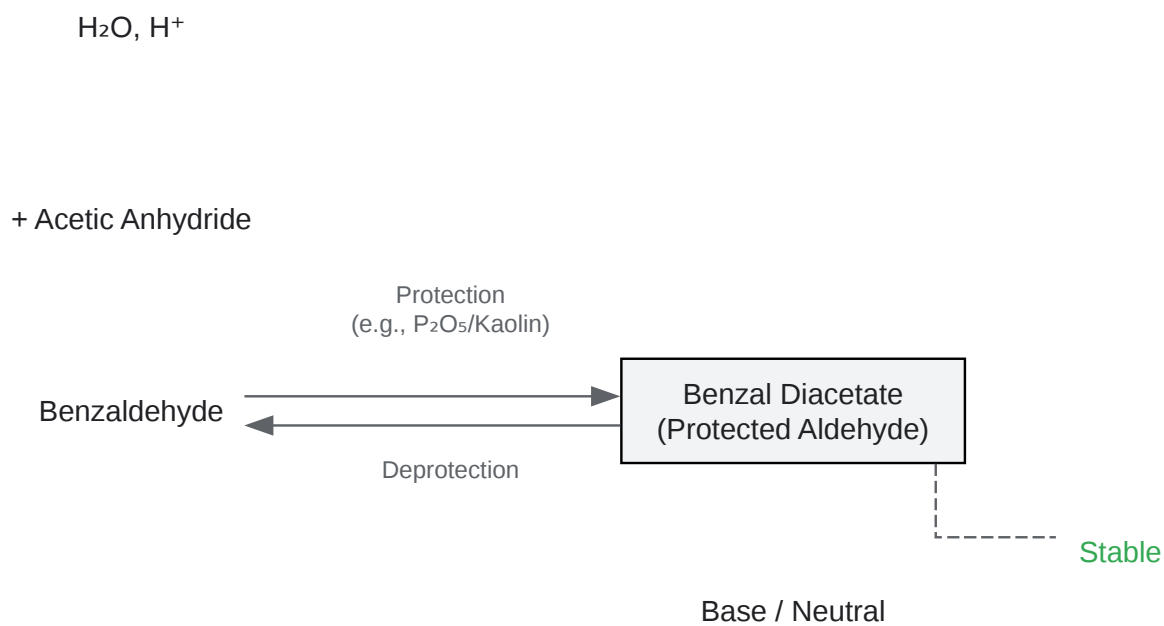 H₂O, H⁺
+ Acetic Anhydride
Protection
(e.g., P₂O₅/Kaolin)
Benzaldehyde
Benzal Diacetate
(Protected Aldehyde)
Deprotection
Stable
Base / Neutral